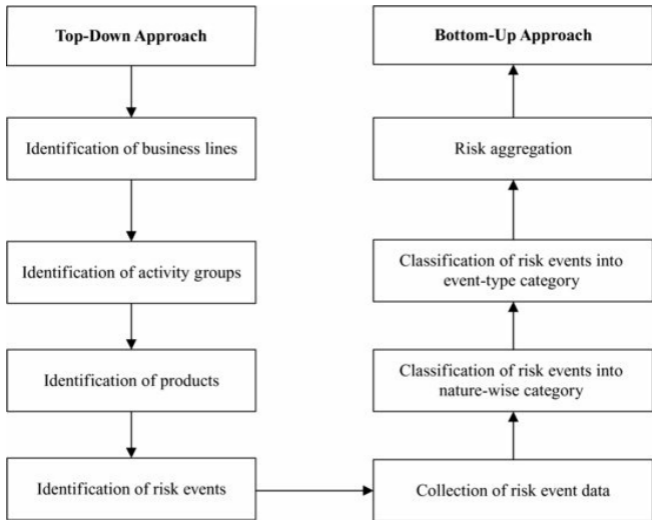 Top-Down Approach
Identification of business lines
Identification of activity groups
Identification of products
Identification of risk events
Bottom-Up Approach
Risk aggregation
Classification of risk events into
event-type category
Classification of risk events into
nature-wise category
Collection of risk event data